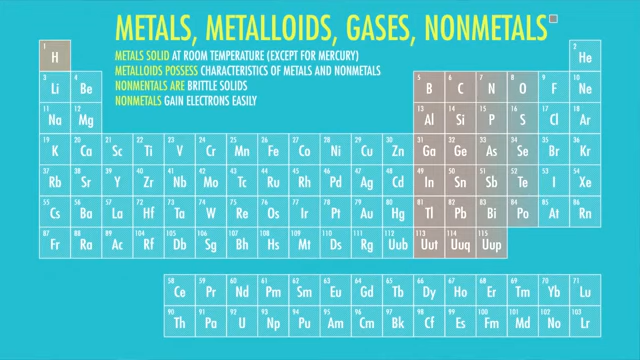 METALS, METALLOIDS, GASES, NONMETALS
METALS SOLID AT ROOM TEMPERATURE (EXCEPT FOR MERCURY)
METALLOIDS POSSESS CHARACTERISTICS OF METALS AND NONMETALS
NONMENTALS ARE BRITTLE SOLIDS
NONMETALS GAIN ELECTRONS EASILY
1 2
H He
3 4 5 6 7 8 9 10
Li Be B C N O F Ne
11 12 13 14 15 16 17 18
Na Mg Al Si P S Cl Ar
19 20 21 22 23 24 25 26 27 28 29 30 31 32 33 34 35 36
K Ca Sc Ti V Cr Mn Fe Co Ni Cu Zn Ga Ge As Se Br Kr
37 38 39 40 41 42 43 44 45 46 47 48 49 50 51 52 53 54
Rb Sr Y Zr Nb Mo Tc Ru Rh Pd Ag Cd In Sn Sb Te I Xe
55 56 57 72 73 74 75 76 77 78 79 80 81 82 83 84 85 86
Cs Ba La Hf Ta W Re Os Ir Pt Au Hg Tl Pb Bi Po At Rn
87 88 89 104 105 106 107 108 109 110 111 112 113 114 115
Fr Ra Ac Rf Db Sg Bh Hs Mt Ds Rg Uub Uut Uuq Uup
58 59 60 61 62 63 64 65 66 67 68 69 70 71
Ce Pr Nd Pm Sm Eu Gd Tb Dy Ho Er Tm Yb Lu
90 91 92 93 94 95 96 97 98 99 100 101 102 103
Th Pa U Np Pu Am Cm Bk Cf Es Fm Md No Lr